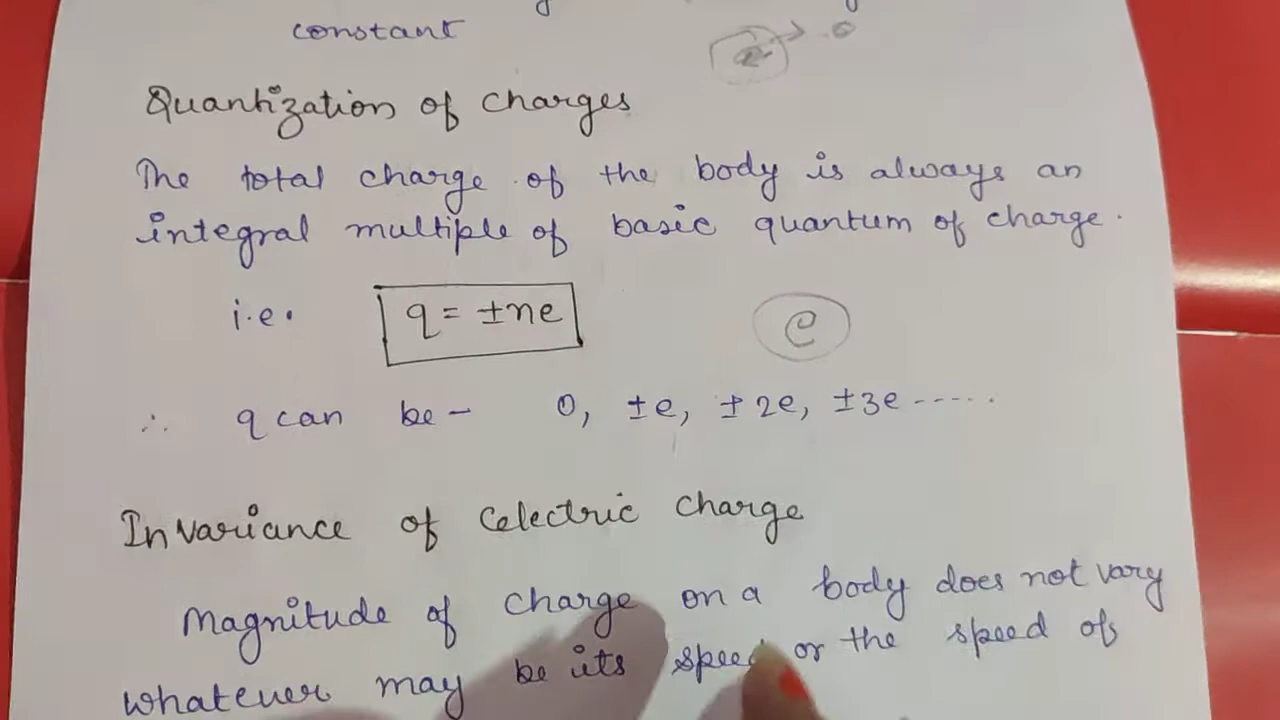 constant
Quantization of charges
The total charge of the body is always an
integral multiple of basic quantum of charge.
i.e. q = ±ne e
∴ q can be - 0, ±e, ±2e, ±3e -----
Invariance of electric charge
Magnitude of charge on a body does not vary
whatever may be its speed or the speed of